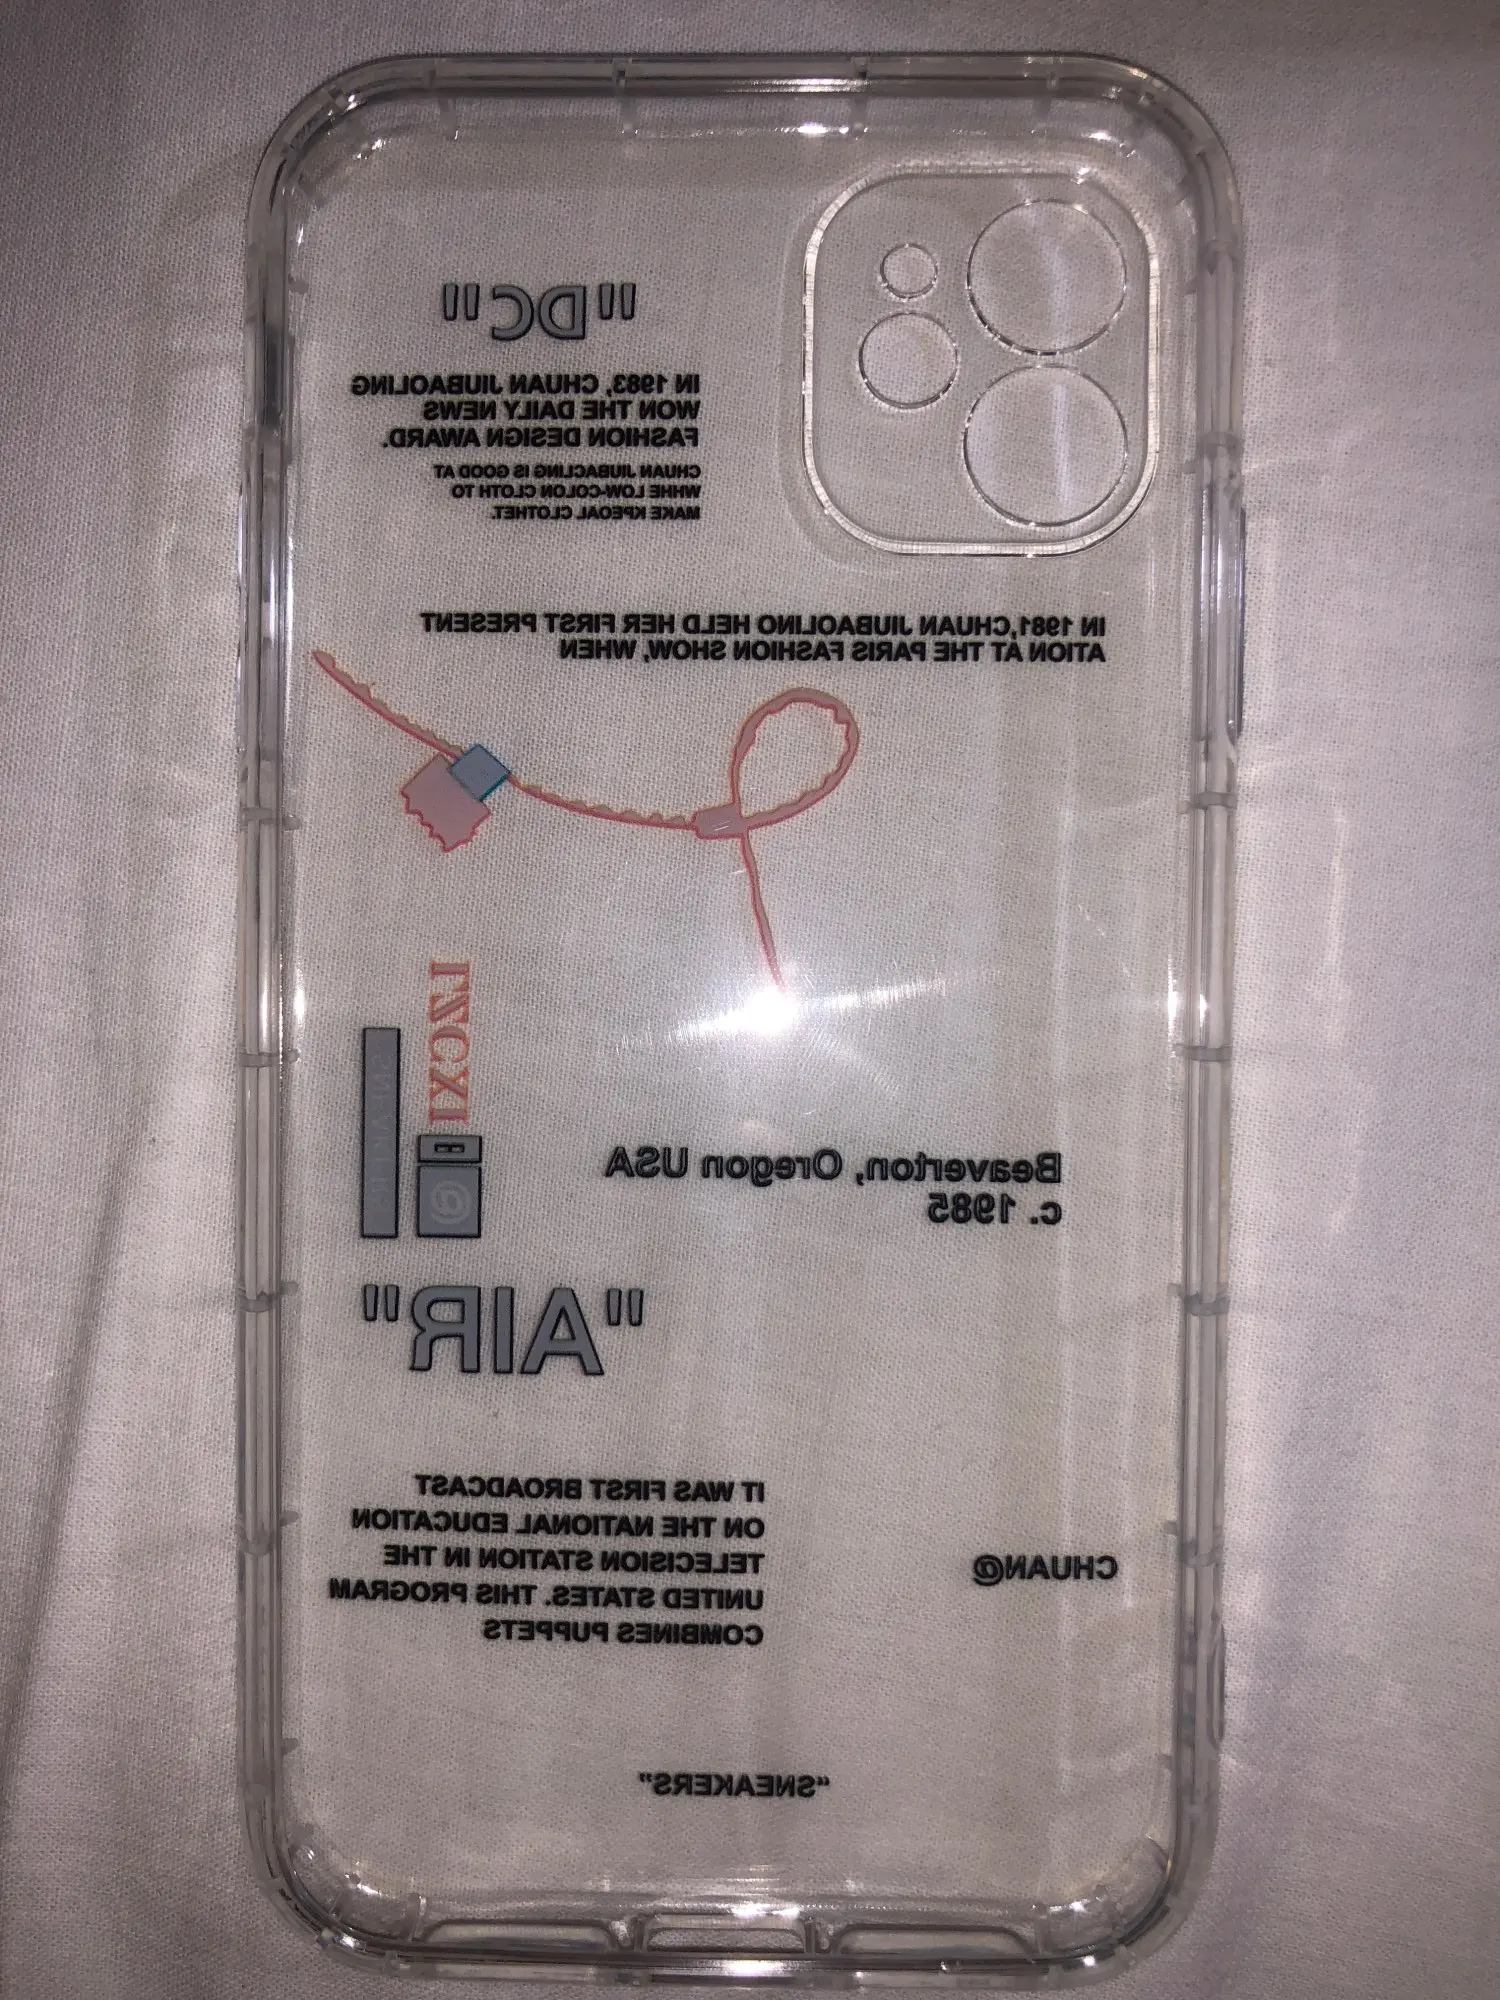 "DC"
IN 1983, CHUAN JIUBAOLING
WON THE DAILY NEWS
FASHION DESIGN AWARD.
CHUAN JIUBACLING IS GOOD AT
WHHE LOW-COLON CLOTH TO
MAKE KPEOAL CLOTHET.
IN 1981,CHUAN JIUBAOLINO HELD HER FIRST PRESENT
ATION AT THE PARIS FASHION SHOW, WHEN
Beaverton, Oregon USA
c. 1985
"AIR"
IT WAS FIRST BROADCAST
ON THE NATIONAL EDUCATION
TELECISION STATION IN THE
UNITED STATES. THIS PROGRAM
COMBINES PUPPETS
CHUAN@
“SNEAKERS”